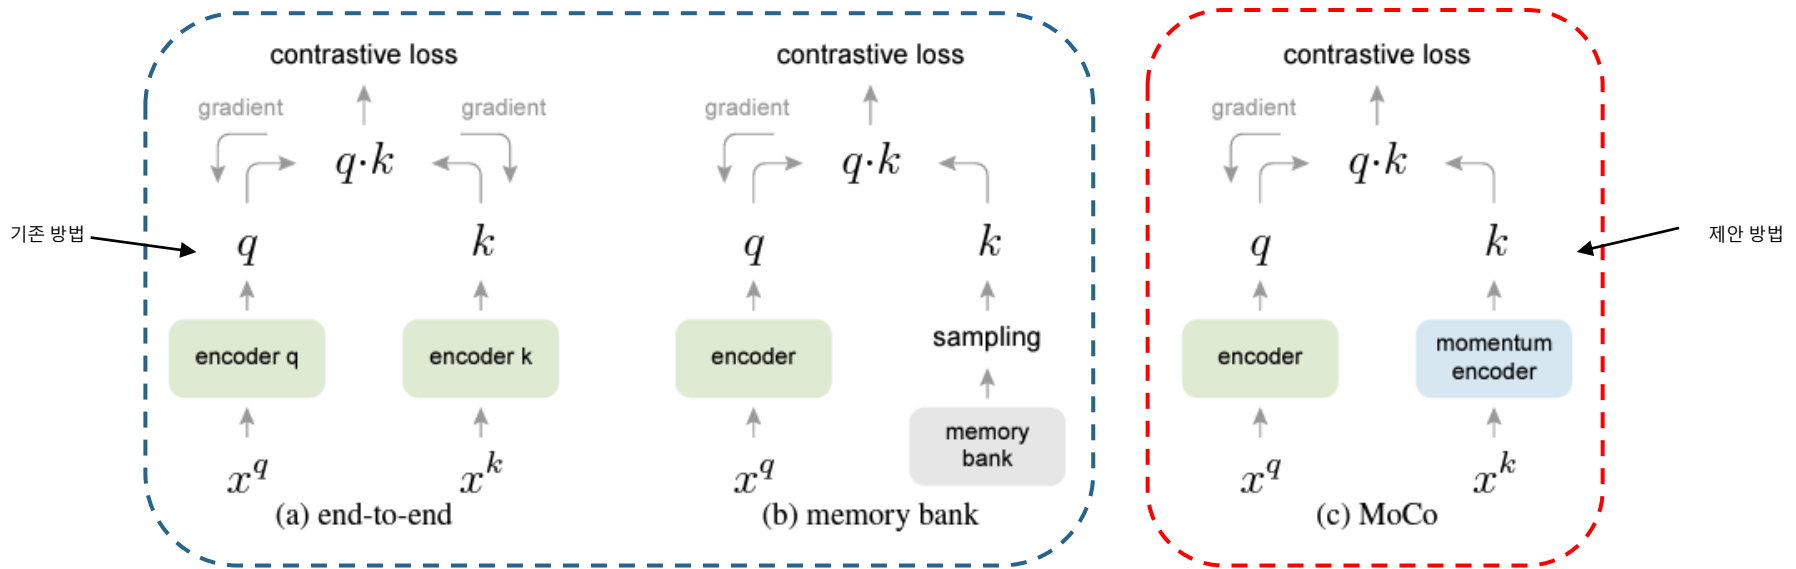 기존 방법
contrastive loss
gradient
gradient
q·k
q
k
encoder q
encoder k
x^q
x^k
(a) end-to-end
contrastive loss
gradient
q·k
q
k
sampling
encoder
memory
bank
x^q
(b) memory bank
contrastive loss
gradient
q·k
q
k
encoder
momentum
encoder
x^q
x^k
(c) MoCo
제안 방법